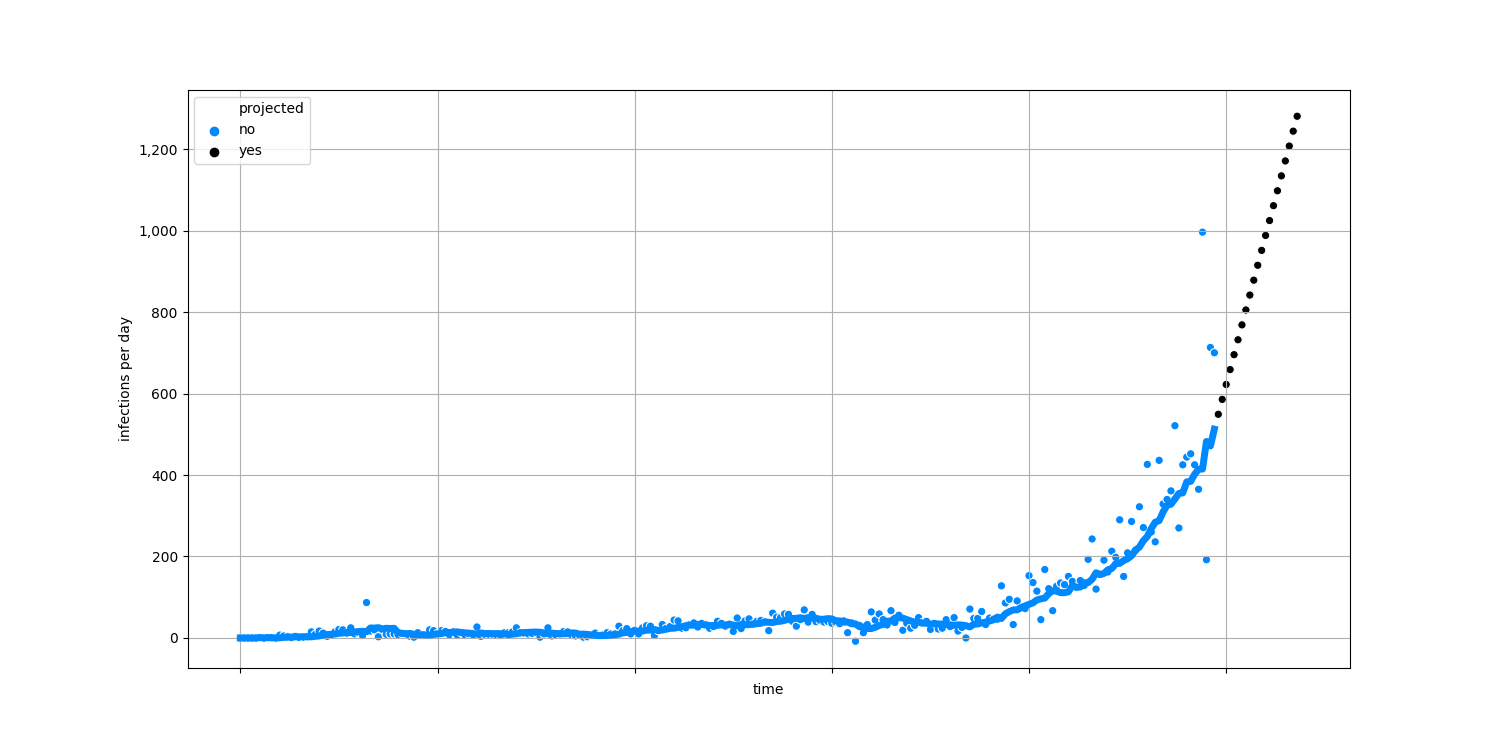 projected
no
yes
1,200
1,000
800
600
400
200
0
infections per day
time